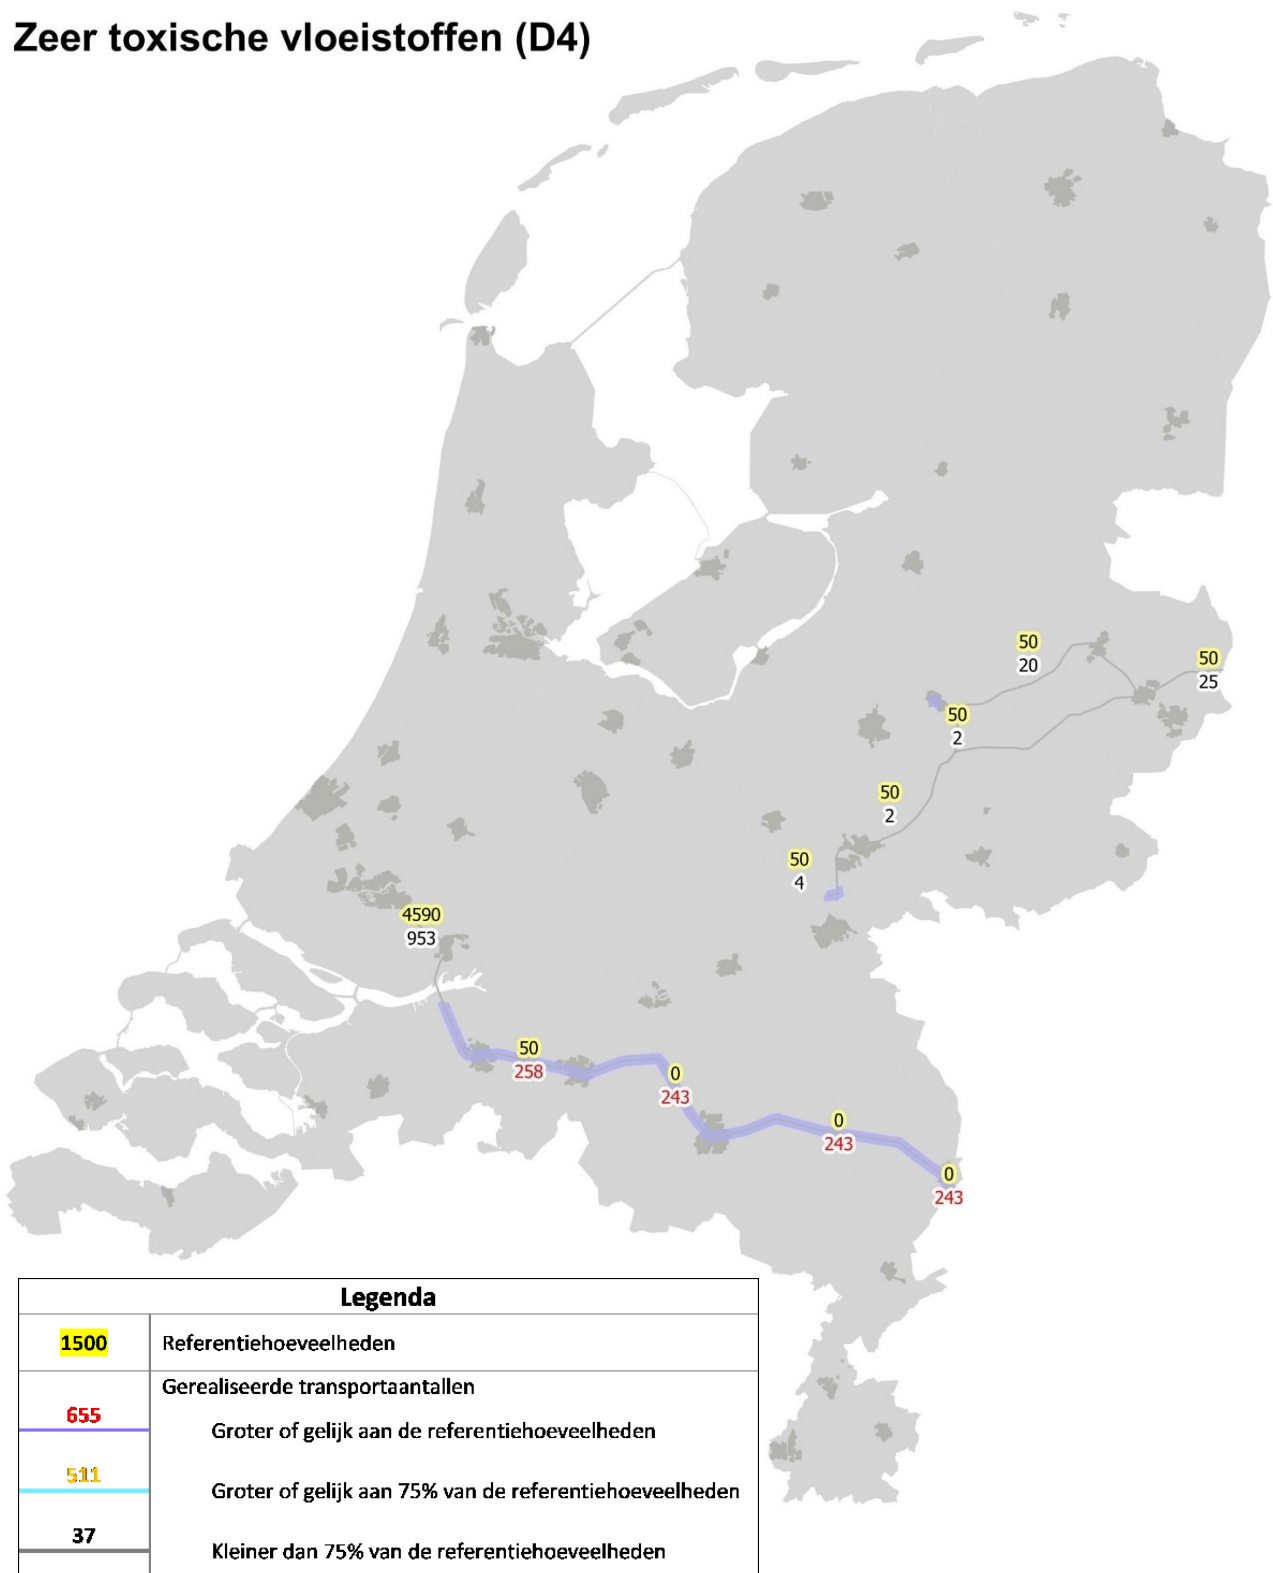 Zeer toxische vloeistoffen (D4)
50
20
50
25
50
2
50
2
50
4
4590
953
50
258
0
243
0
243
0
243
Legenda
1500 Referentiehoeveelheden
Gerealiseerde transportaantallen
655 Groter of gelijk aan de referentiehoeveelheden
511 Groter of gelijk aan 75% van de referentiehoeveelheden
37 Kleiner dan 75% van de referentiehoeveelheden